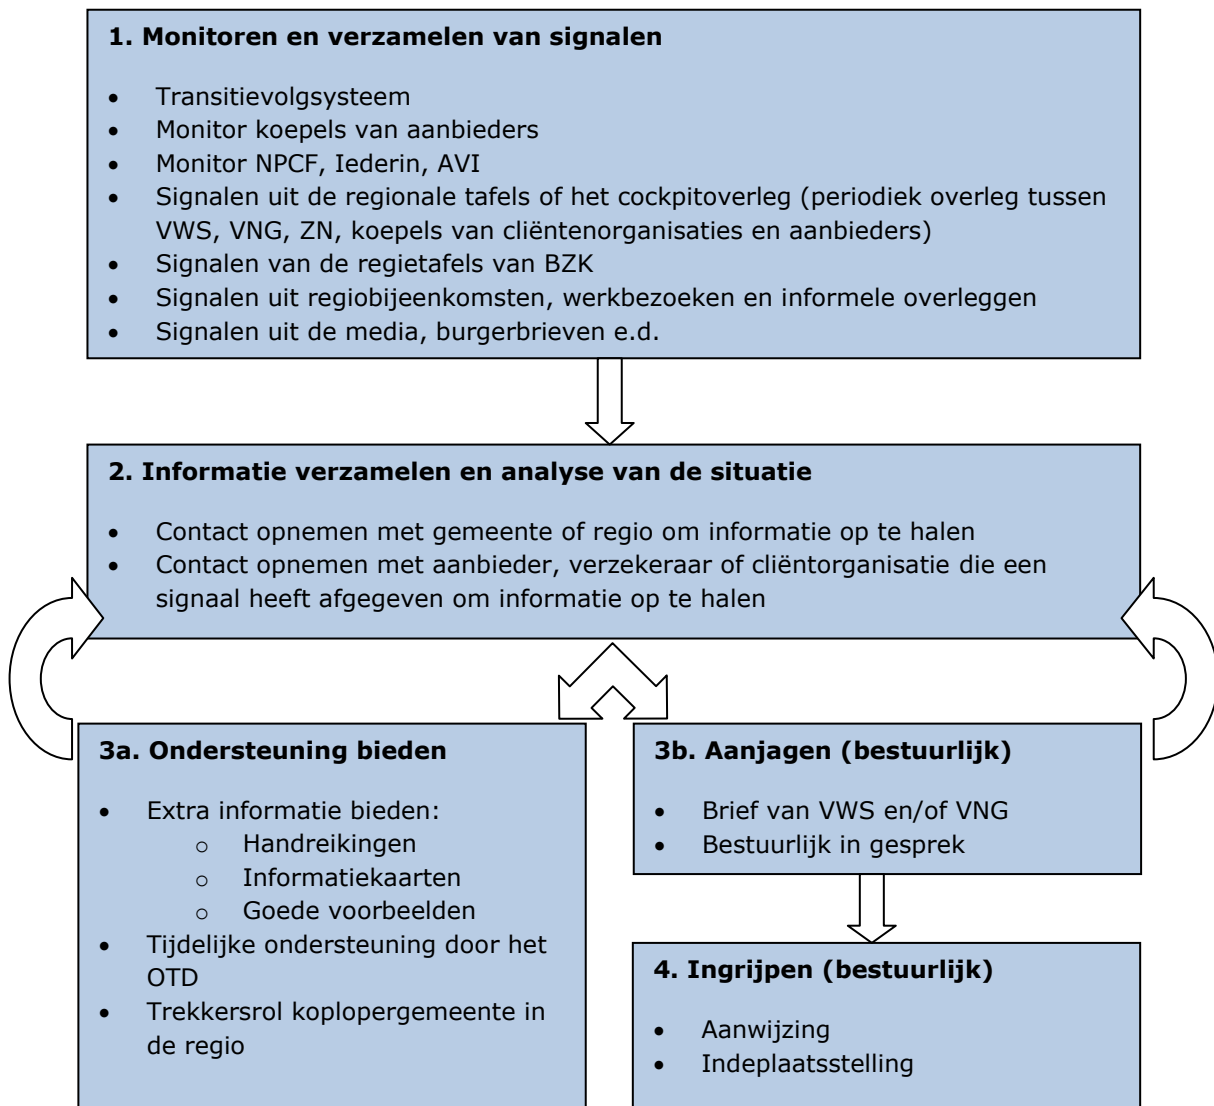 1. Monitoren en verzamelen van signalen
• Transitievolgsysteem
• Monitor koepels van aanbieders
• Monitor NPCF, Iederin, AVI
• Signalen uit de regionale tafels of het cockpitoverleg (periodiek overleg tussen
VWS, VNG, ZN, koepels van cliëntenorganisaties en aanbieders)
• Signalen van de regietafels van BZK
• Signalen uit regiobijeenkomsten, werkbezoeken en informele overleggen
• Signalen uit de media, burgerbrieven e.d.
2. Informatie verzamelen en analyse van de situatie
• Contact opnemen met gemeente of regio om informatie op te halen
• Contact opnemen met aanbieder, verzekeraar of cliëntorganisatie die een
signaal heeft afgegeven om informatie op te halen
3a. Ondersteuning bieden
• Extra informatie bieden:
o Handreikingen
o Informatiekaarten
o Goede voorbeelden
• Tijdelijke ondersteuning door het
OTD
• Trekkersrol koplopergemeente in
de regio
3b. Aanjagen (bestuurlijk)
• Brief van VWS en/of VNG
• Bestuurlijk in gesprek
4. Ingrijpen (bestuurlijk)
• Aanwijzing
• Indeplaatsstelling